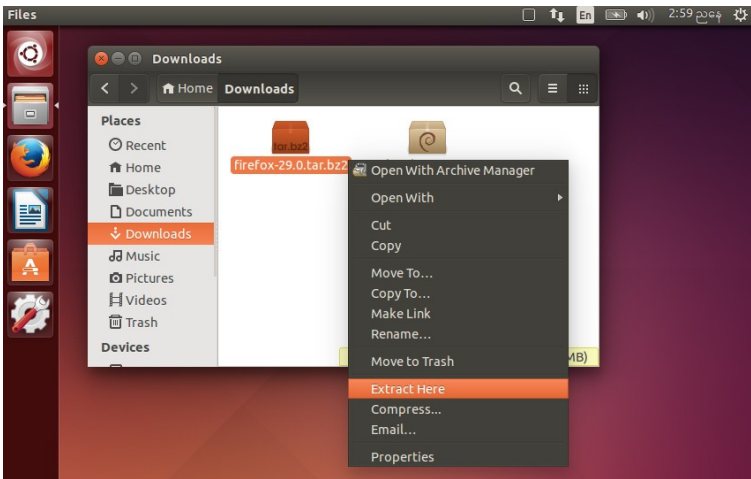 Files
En
2:59 ညနေ
Downloads
Home Downloads
Places
Recent
Home
Desktop
Documents
Downloads
Music
Pictures
Videos
Trash
Devices
tar.bz2
firefox-29.0.tar.bz2
Open With Archive Manager
Open With
Cut
Copy
Move To…
Copy To…
Make Link
Rename…
Move to Trash
Extract Here
Compress...
Email…
Properties
MB)